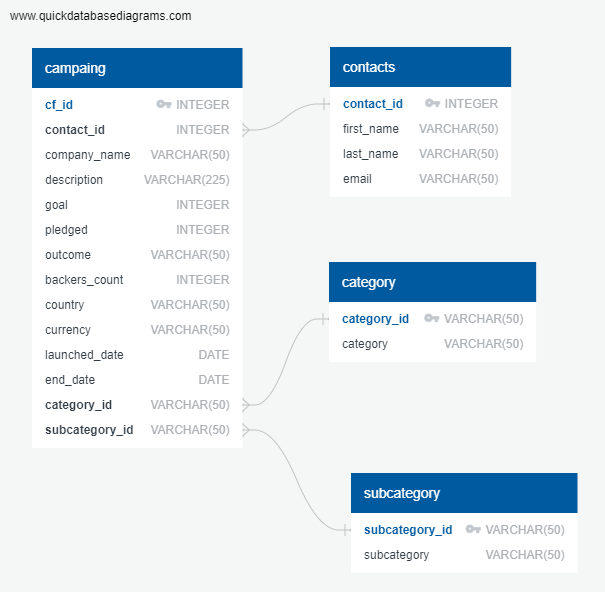 www.quickdatabasediagrams.com
campaing
cf_id INTEGER
contact_id INTEGER
company_name VARCHAR(50)
description VARCHAR(225)
goal INTEGER
pledged INTEGER
outcome VARCHAR(50)
backers_count INTEGER
country VARCHAR(50)
currency VARCHAR(50)
launched_date DATE
end_date DATE
category_id VARCHAR(50)
subcategory_id VARCHAR(50)
contacts
contact_id INTEGER
first_name VARCHAR(50)
last_name VARCHAR(50)
email VARCHAR(50)
category
category_id VARCHAR(50)
category VARCHAR(50)
subcategory
subcategory_id VARCHAR(50)
subcategory VARCHAR(50)